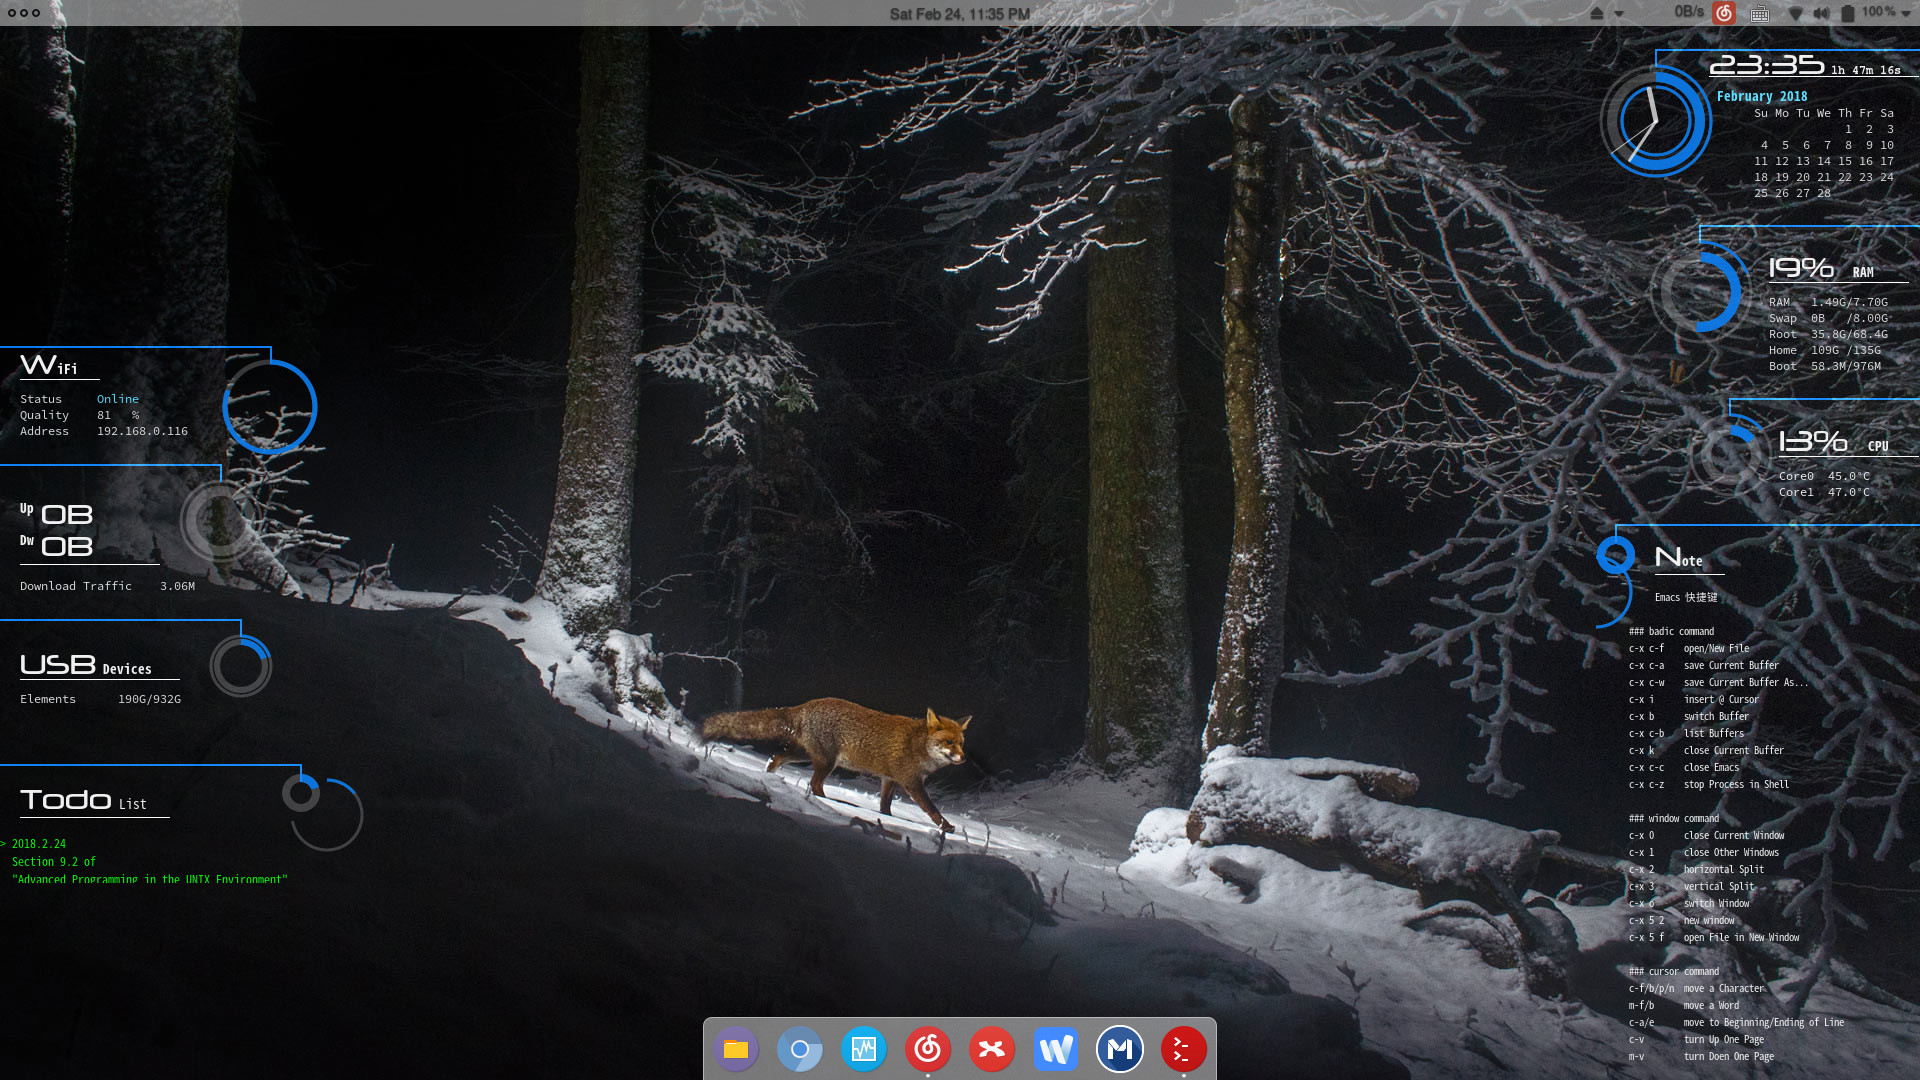 Sat Feb 24, 11:35 PM
0B/s
100%
23:35 1h 47m 16s
February 2018
Su Mo Tu We Th Fr Sa
1 2 3
4 5 6 7 8 9 10
11 12 13 14 15 16 17
18 19 20 21 22 23 24
25 26 27 28
19% RAM
RAM 1.49G/7.70G
Swap 0B /8.00G
Root 35.8G/68.4G
Home 109G /135G
Boot 58.3M/976M
13% CPU
Core0 45.0°C
Core1 47.0°C
Note
Emacs 快捷键
### badic command
c-x c-f open/New File
c-x c-a save Current Buffer
c-x c-w save Current Buffer As...
c-x i insert @ Cursor
c-x b switch Buffer
c-x c-b list Buffers
c-x k close Current Buffer
c-x c-c close Emacs
c-x c-z stop Process in Shell
### window command
c-x 0 close Current Window
c-x 1 close Other Windows
c-x 2 horizontal Split
c-x 3 vertical Split
c-x o switch Window
c-x 5 2 new window
c-x 5 f open File in New Window
### cursor command
c-f/b/p/n move a Character
m-f/b move a Word
c-a/e move to Beginning/Ending of Line
c-v turn Up One Page
m-v turn Doen One Page
WiFi
Status Online
Quality 81 %
Address 192.168.0.116
Up 0B
Dw 0B
Download Traffic 3.06M
USB Devices
Elements 190G/932G
Todo List
> 2018.2.24
Section 9.2 of
"Advanced Programming in the UNIX Environment"